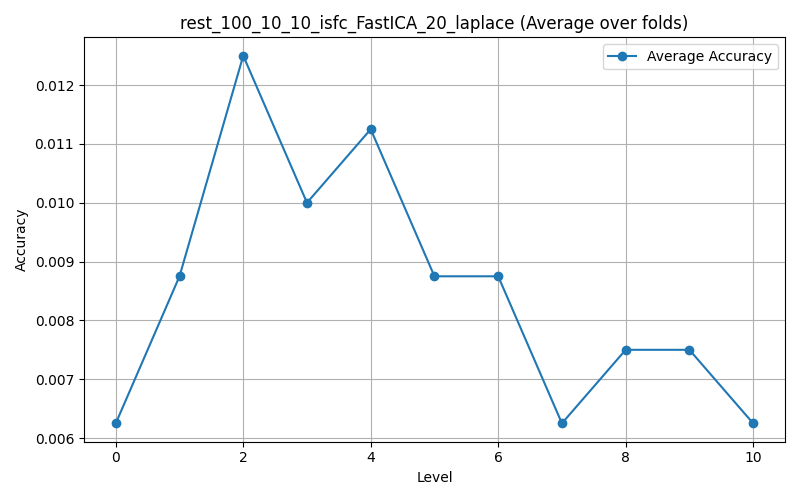 rest_100_10_10_isfc_FastICA_20_laplace (Average over folds)
Average Accuracy
0.012
0.011
0.010
0.009
0.008
0.007
0.006
Accuracy
0 2 4 6 8 10
Level